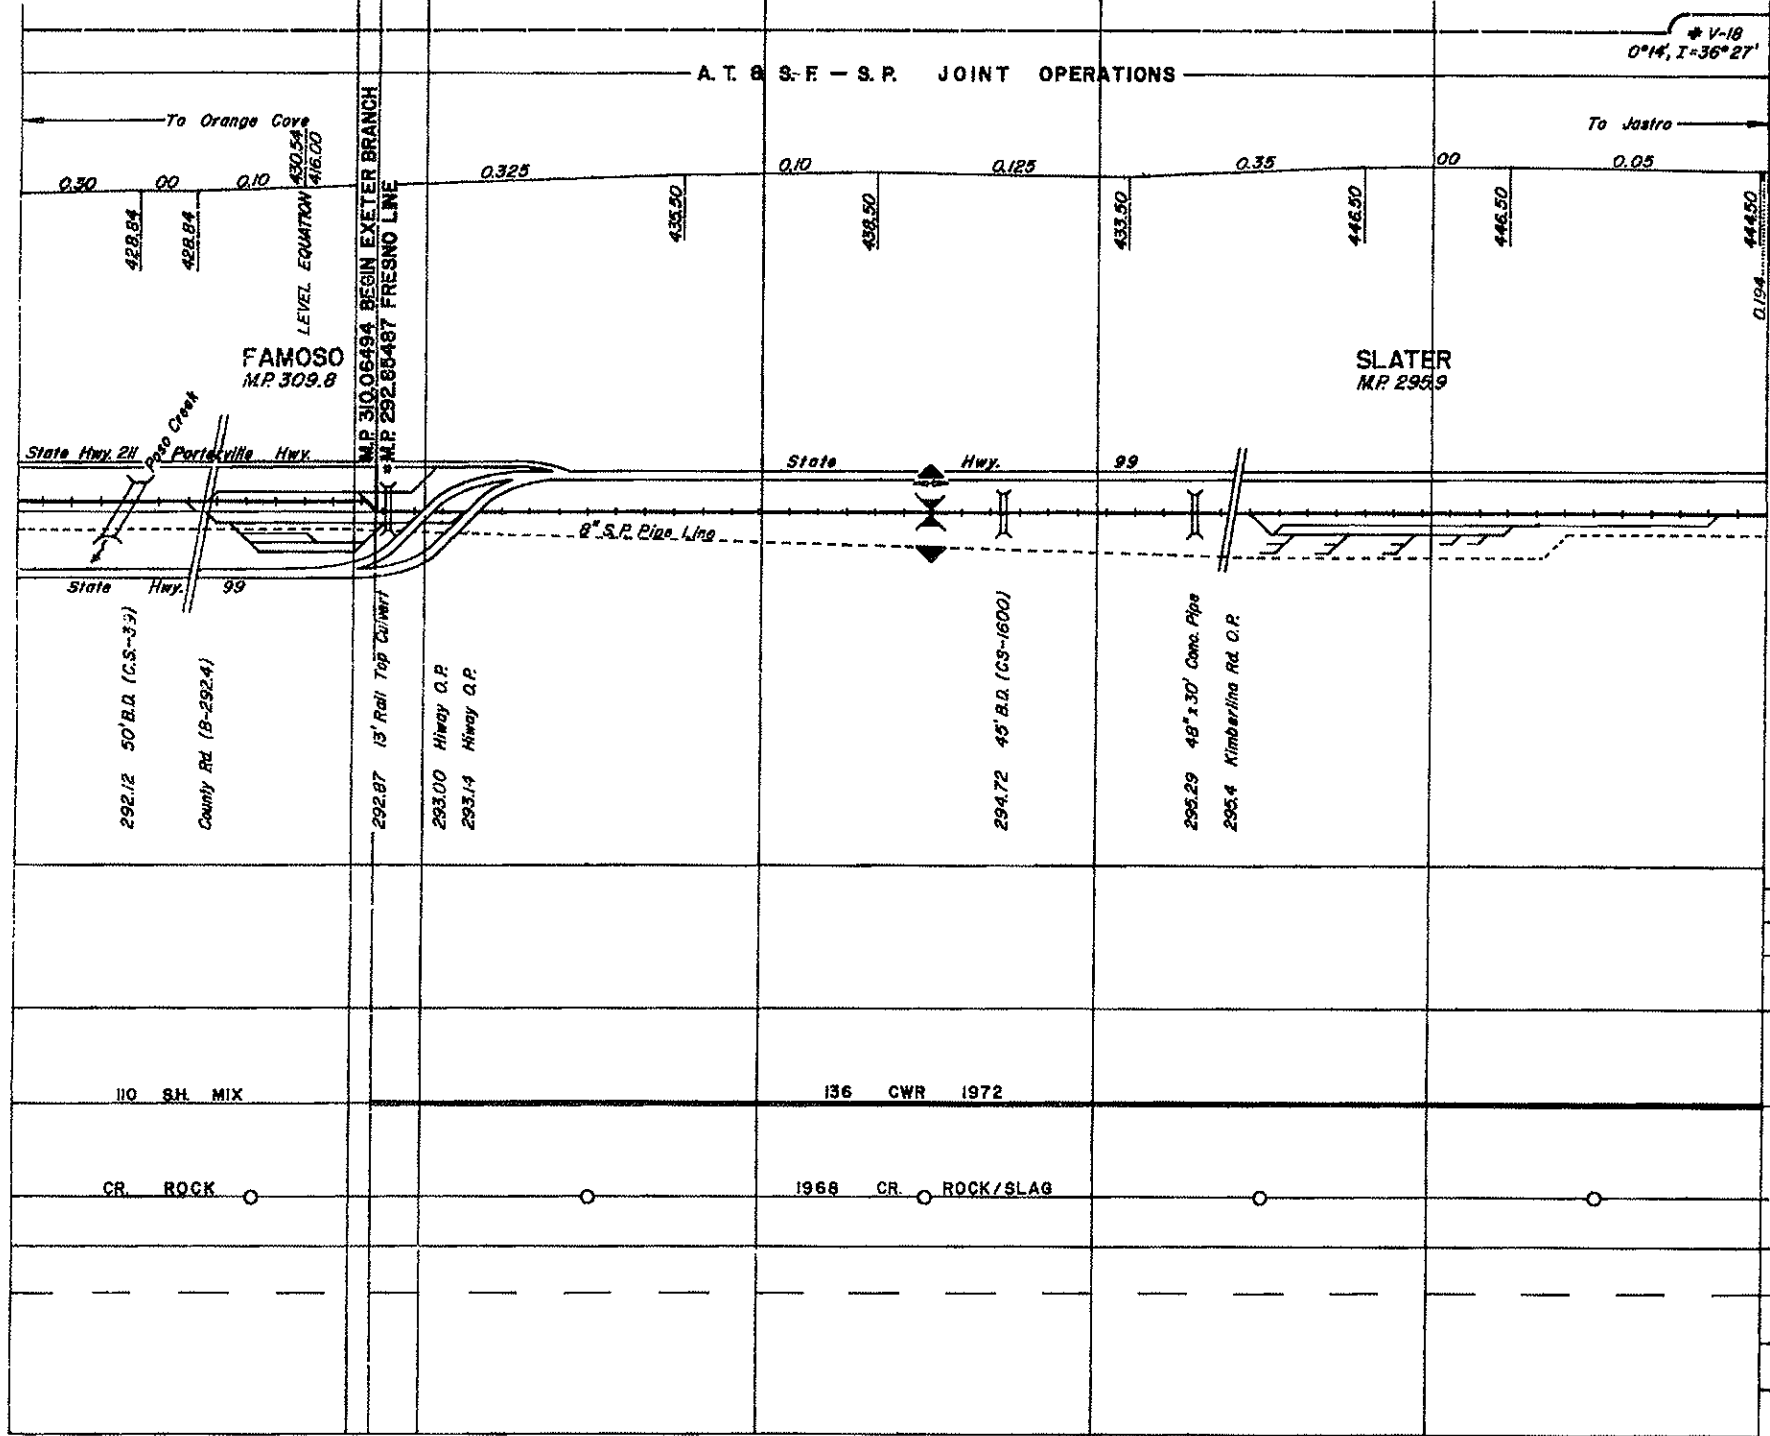 # V-18
0°14', I=36°27'
A. T. & S. F. — S. P. JOINT OPERATIONS
To Orange Cove
To Jastro
0.30 00 0.10 0.325 0.10 0.125 0.35 00 0.05
428.84
428.84
LEVEL EQUATION 430.54
416.00
M.P. 310.06494 BEGIN EXETER BRANCH
*M.P. 292.85487 FRESNO LINE
435.50
438.50
433.50
446.50
446.50
444.50
0.194
FAMOSO
M.P. 309.8
SLATER
M.P. 295.9
State Hwy. 211 Porterville Hwy.
Poso Creek
State Hwy. 99
8" S.P. Pipe Line
State Hwy. 99
292.12 50' B.D. (C.S.-39)
County Rd. (B-292.4)
292.87 13' Rail Top Culvert
293.00 Hiway O.P.
293.14 Hiway O.P.
294.72 45' B.D. (CS-1600)
295.29 48" x 30' Conc. Pipe
295.4 Kimberlina Rd. O.P.
110 SH. MIX
136 CWR 1972
CR. ROCK
1968 CR. ROCK/SLAG